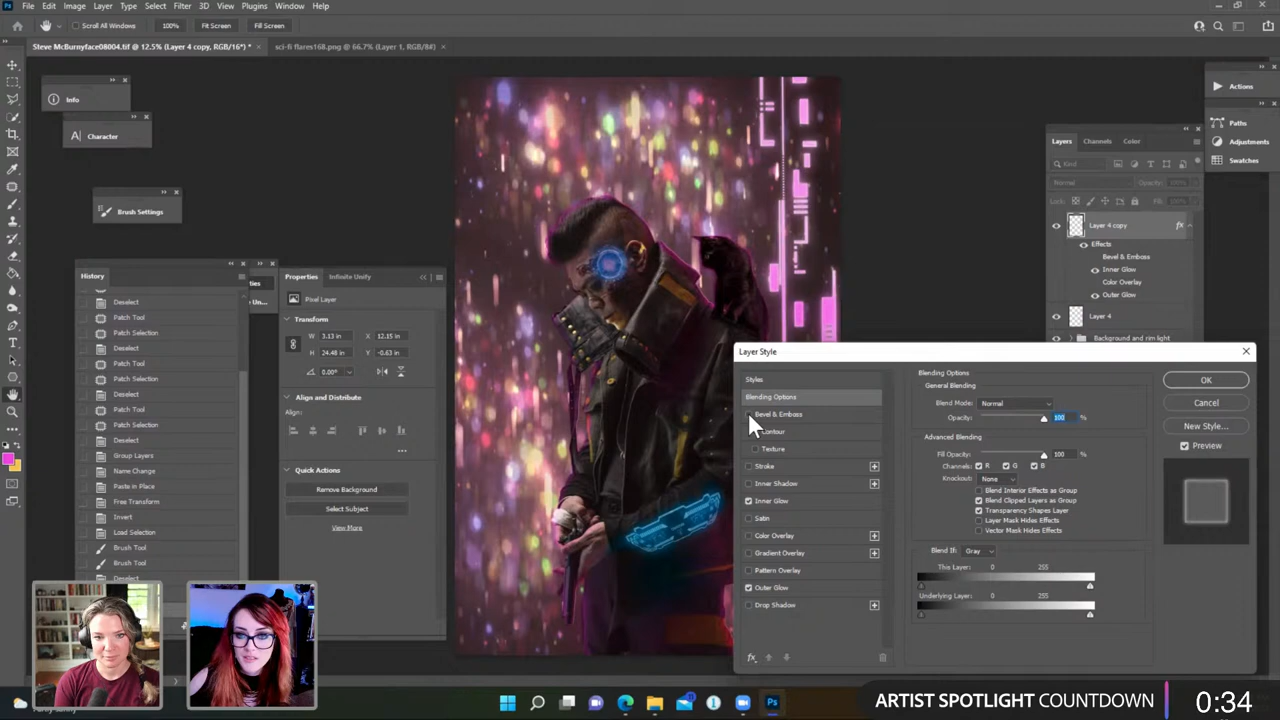 File Edit Image Layer Type Select Filter 3D View Plugins Window Help
Scroll All Windows 100% Fit Screen Fill Screen
Steve McBurnyface08004.tif @ 12.5% (Layer 4 copy, RGB/16*) * × sci-fi flares168.png @ 66.7% (Layer 1, RGB/8#) ×
Info
Character
Brush Settings
History
Deselect
Patch Tool
Patch Selection
Deselect
Patch Tool
Patch Selection
Deselect
Patch Tool
Patch Selection
Deselect
Group Layers
Name Change
Paste in Place
Free Transform
Invert
Load Selection
Brush Tool
Brush Tool
Deselect
Properties Infinite Unity
Pixel Layer
Transform
W 3.13 in X 12.15 in
H 24.48 in Y -0.63 in
0.00°
Align and Distribute
Align:
Quick Actions
Remove Background
Select Subject
View More
Actions
Paths
Adjustments
Swatches
Layers Channels Color
Kind
Normal Opacity: 100%
Lock: Fill: 100%
Layer 4 copy fx
Effects
Bevel & Emboss
Inner Glow
Color Overlay
Outer Glow
Layer 4
Background and rim light
Layer Style
Styles
Blending Options
Bevel & Emboss
Contour
Texture
Stroke
Inner Shadow
Inner Glow
Satin
Color Overlay
Gradient Overlay
Pattern Overlay
Outer Glow
Drop Shadow
fx
Blending Options
General Blending
Blend Mode: Normal
Opacity: 100 %
Advanced Blending
Fill Opacity: 100 %
Channels: R G B
Knockout: None
Blend Interior Effects as Group
Blend Clipped Layers as Group
Transparency Shapes Layer
Layer Mask Hides Effects
Vector Mask Hides Effects
Blend If: Gray
This Layer: 0 255
Underlying Layer: 0 255
OK
Cancel
New Style...
Preview
ARTIST SPOTLIGHT COUNTDOWN 0:34